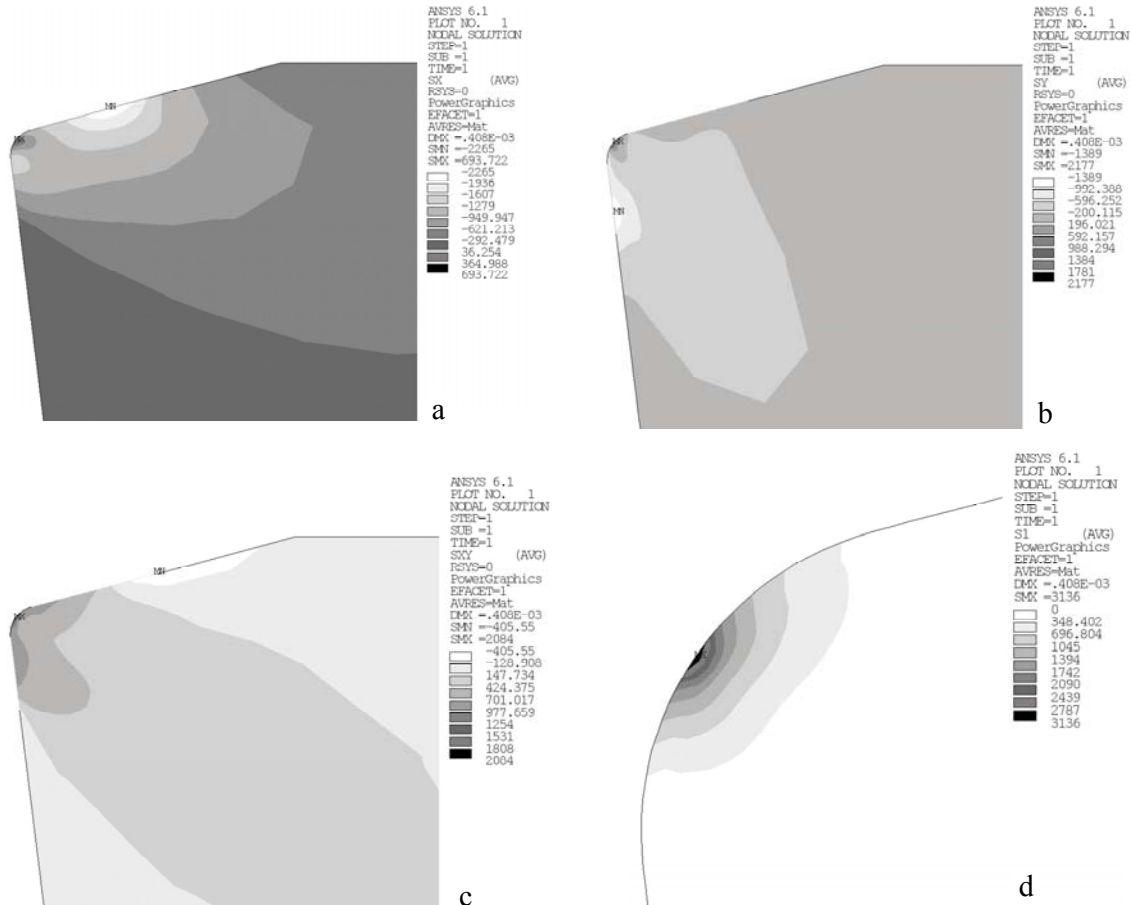 ANSYS 6.1
PLOT NO. 1
NODAL SOLUTION
STEP=1
SUB =1
TIME=1
SX (AVG)
RSYS=0
PowerGraphics
EFACET=1
AVRES=Mat
DMX =.408E-03
SMN =-2265
SMX =693.722
-2265
-1936
-1607
-1279
-949.947
-621.213
-292.479
36.254
364.988
693.722
MN
a
ANSYS 6.1
PLOT NO. 1
NODAL SOLUTION
STEP=1
SUB =1
TIME=1
SY (AVG)
RSYS=0
PowerGraphics
EFACET=1
AVRES=Mat
DMX =.408E-03
SMN =-1389
SMX =2177
-1389
-992.388
-596.252
-200.115
196.021
592.157
988.294
1384
1781
2177
MX
MN
b
ANSYS 6.1
PLOT NO. 1
NODAL SOLUTION
STEP=1
SUB =1
TIME=1
SXY (AVG)
RSYS=0
PowerGraphics
EFACET=1
AVRES=Mat
DMX =.408E-03
SMN =-405.55
SMX =2084
-405.55
-128.908
147.734
424.375
701.017
977.659
1254
1531
1808
2084
MN
MX
c
ANSYS 6.1
PLOT NO. 1
NODAL SOLUTION
STEP=1
SUB =1
TIME=1
S1 (AVG)
PowerGraphics
EFACET=1
AVRES=Mat
DMX =.408E-03
SMX =3136
0
348.402
696.804
1045
1394
1742
2090
2439
2787
3136
d